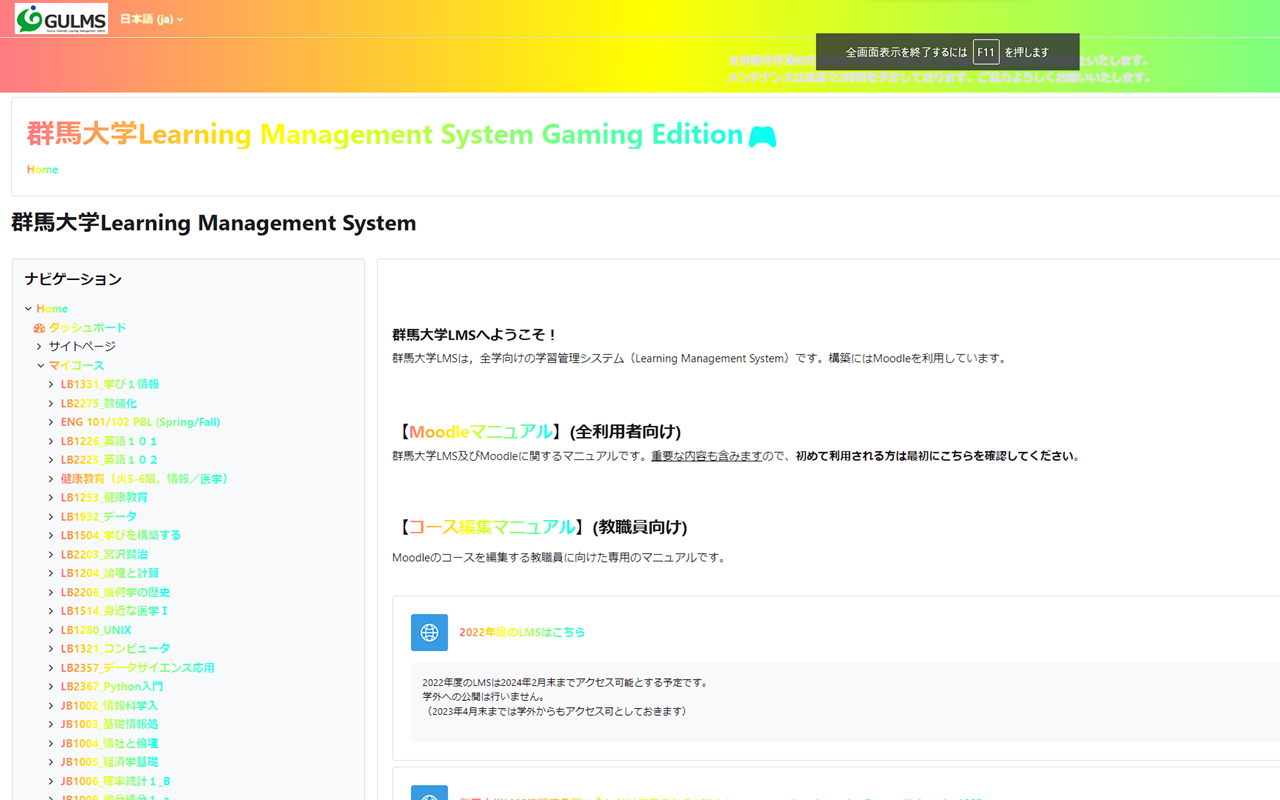 GULMS
日本語 (ja)
全画面表示を終了するには F11 を押します
いたします。
ご協力よろしくお願いいたします。
群馬大学Learning Management System Gaming Edition
Home
群馬大学Learning Management System
ナビゲーション
Home
ダッシュボード
サイトページ
マイコース
LB1331_学び１情報
LB2275_数値化
ENG 101/102 PBL (Spring/Fall)
LB1226_英語１０１
LB2225_英語１０２
健康教育（火5-6限，情報／医学）
LB1253_健康教育
LB1932_データ
LB1504_学びを構築する
LB2203_宮沢賢治
LB1204_論理と計算
LB2206_幾何学の歴史
LB1514_身近な医学Ｉ
LB1280_UNIX
LB1321_コンピュータ
LB2357_データサイエンス応用
LB2367_Python入門
JB1002_情報科学入
JB1003_基礎情報処
JB1004_情社と倫理
JB1005_経済学基礎
JB1006_確率統計１_B
群馬大学LMSへようこそ！
群馬大学LMSは，全学向けの学習管理システム（Learning Management System）です。構築にはMoodleを利用しています。
【Moodleマニュアル】(全利用者向け)
群馬大学LMS及びMoodleに関するマニュアルです。重要な内容も含みますので、初めて利用される方は最初にこちらを確認してください。
【コース編集マニュアル】(教職員向け)
Moodleのコースを編集する教職員に向けた専用のマニュアルです。
2022年度のLMSはこちら
2022年度のLMSは2024年2月末までアクセス可能とする予定です。
学外への公開は行いません。
（2023年4月末までは学外からもアクセス可としておきます）